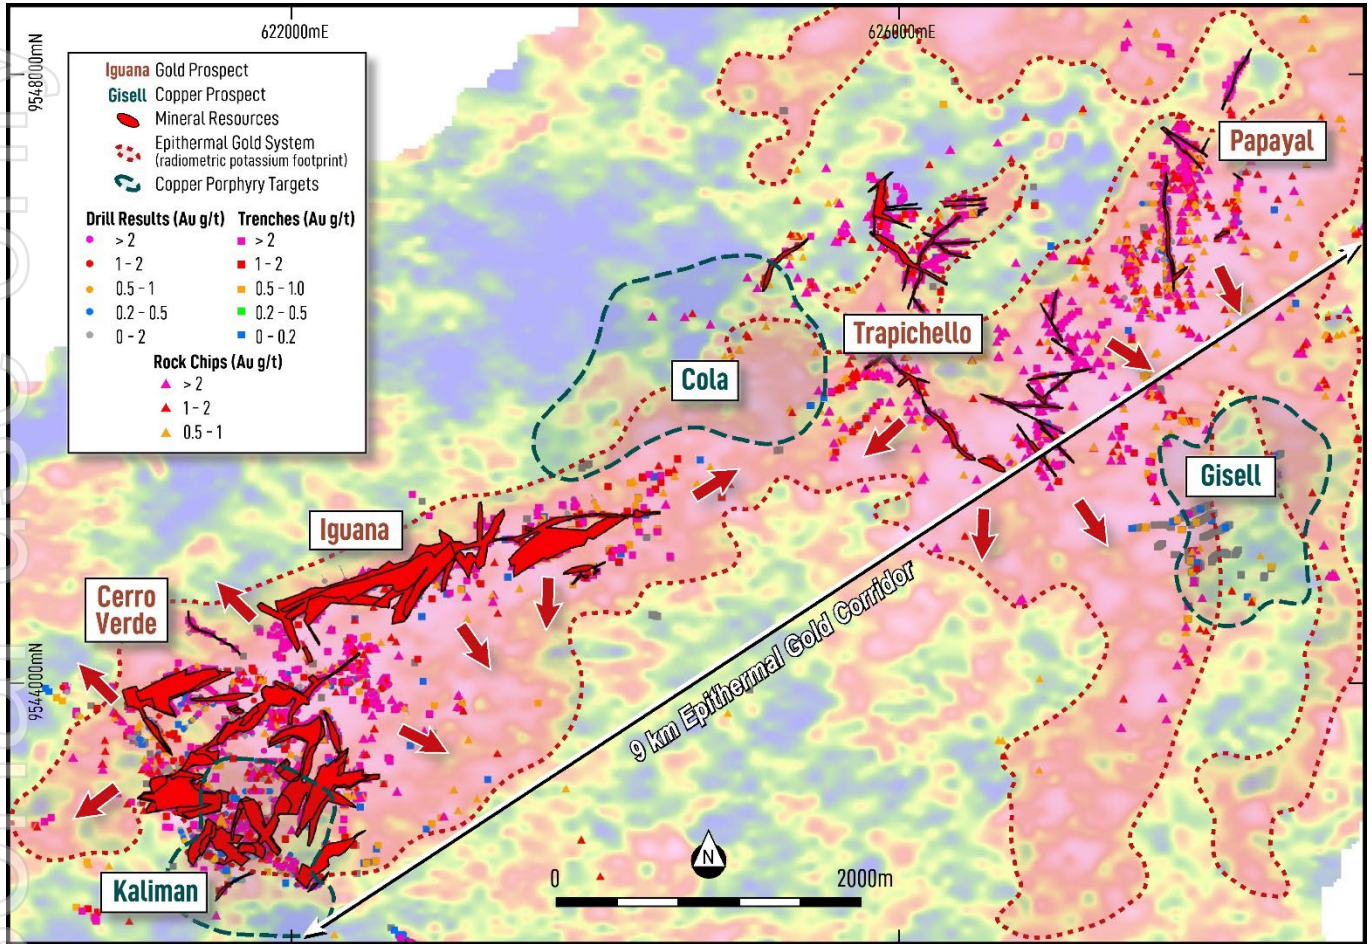 622000mE
626000mE
9548000mN
9544000mN
Iguana Gold Prospect
Gisell Copper Prospect
Mineral Resources
Epithermal Gold System
(radiometric potassium footprint)
Copper Porphyry Targets
Drill Results (Au g/t)
> 2
1 – 2
0.5 – 1
0.2 – 0.5
0 – 2
Trenches (Au g/t)
> 2
1 – 2
0.5 – 1.0
0.2 – 0.5
0 – 0.2
Rock Chips (Au g/t)
> 2
1 – 2
0.5 – 1
Papayal
Trapichello
Cola
Gisell
Iguana
Cerro
Verde
Kaliman
9 km Epithermal Gold Corridor
N
0
2000m